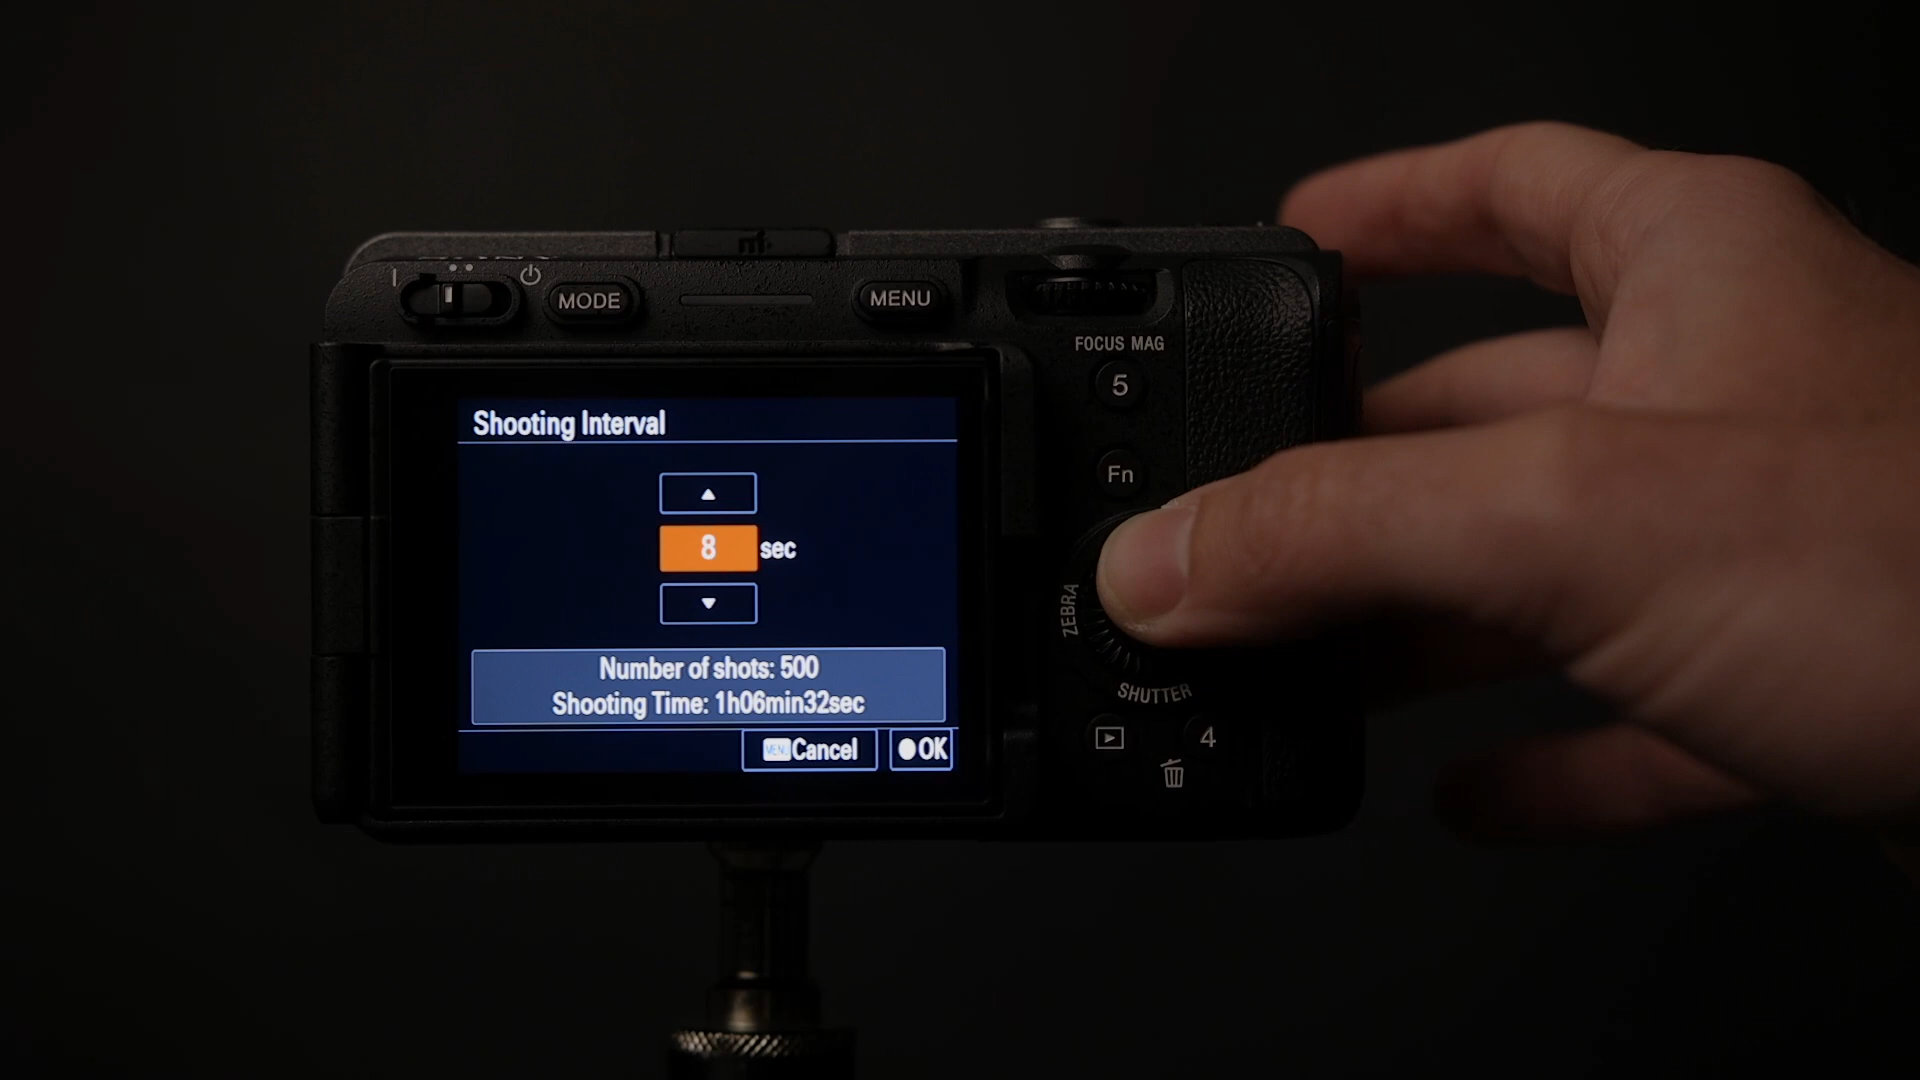 I
MODE
MENU
FOCUS MAG
5
Shooting Interval
Fn
8 sec
ZEBRA
Number of shots: 500
Shooting Time: 1h06min32sec
SHUTTER
4
MENU Cancel
OK